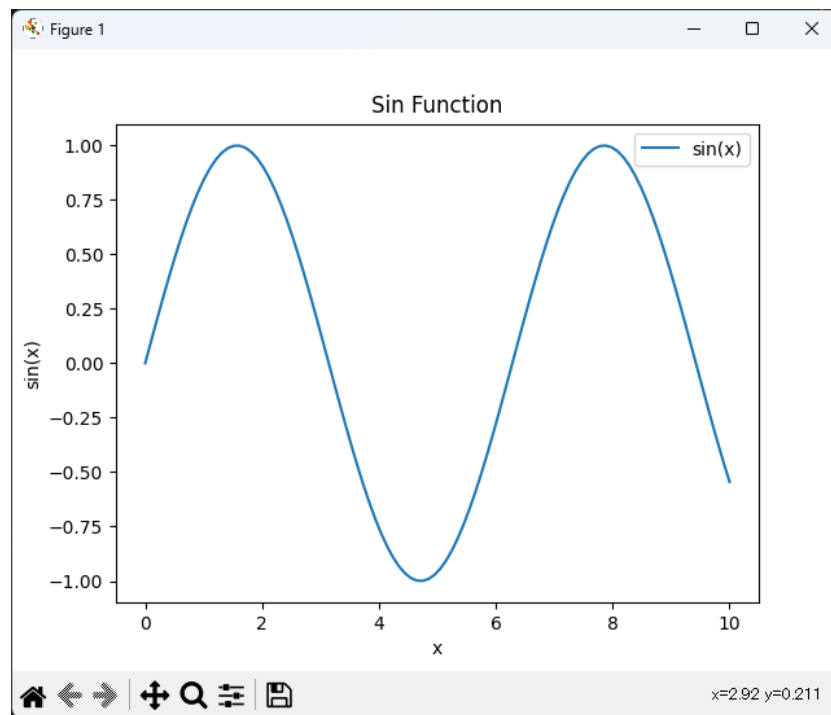 Figure 1
Sin Function
sin(x)
1.00
0.75
0.50
0.25
0.00
−0.25
−0.50
−0.75
−1.00
sin(x)
0 2 4 6 8 10
x
x=2.92 y=0.211